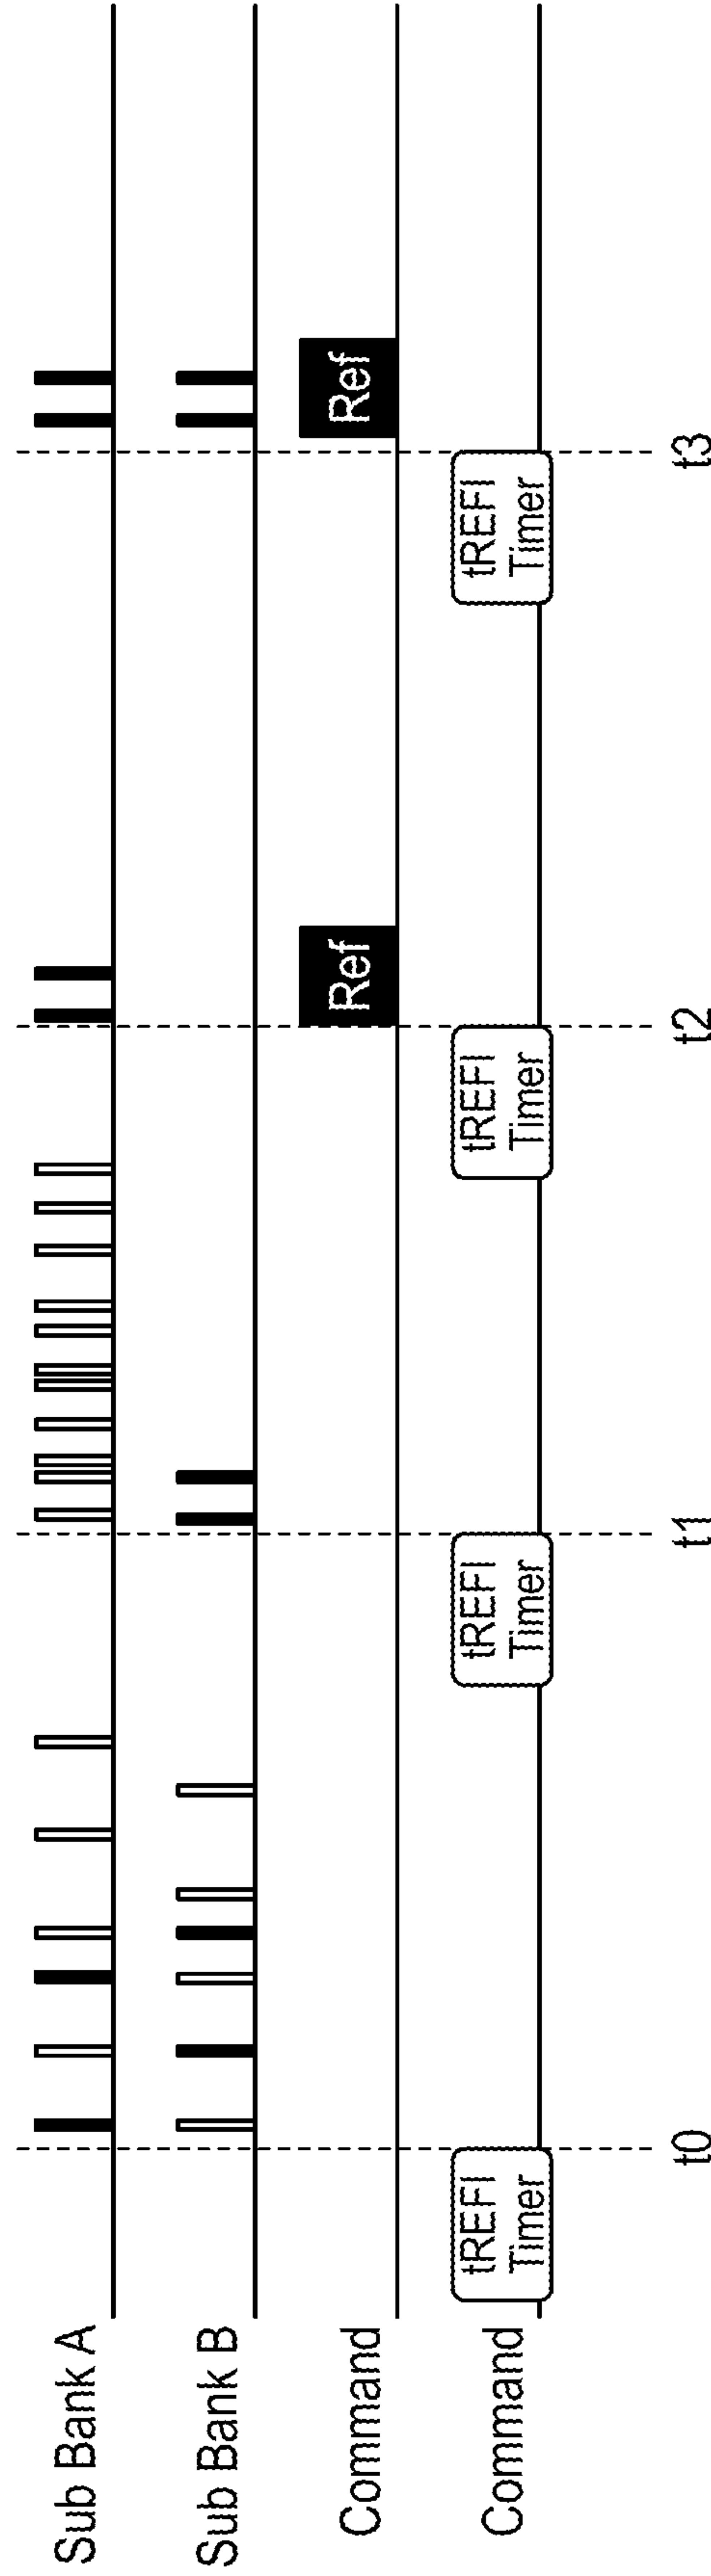 Sub Bank A
Sub Bank B
Command
Ref
Ref
Command
tREFI
Timer
tREFI
Timer
tREFI
Timer
tREFI
Timer
t0
t1
t2
t3